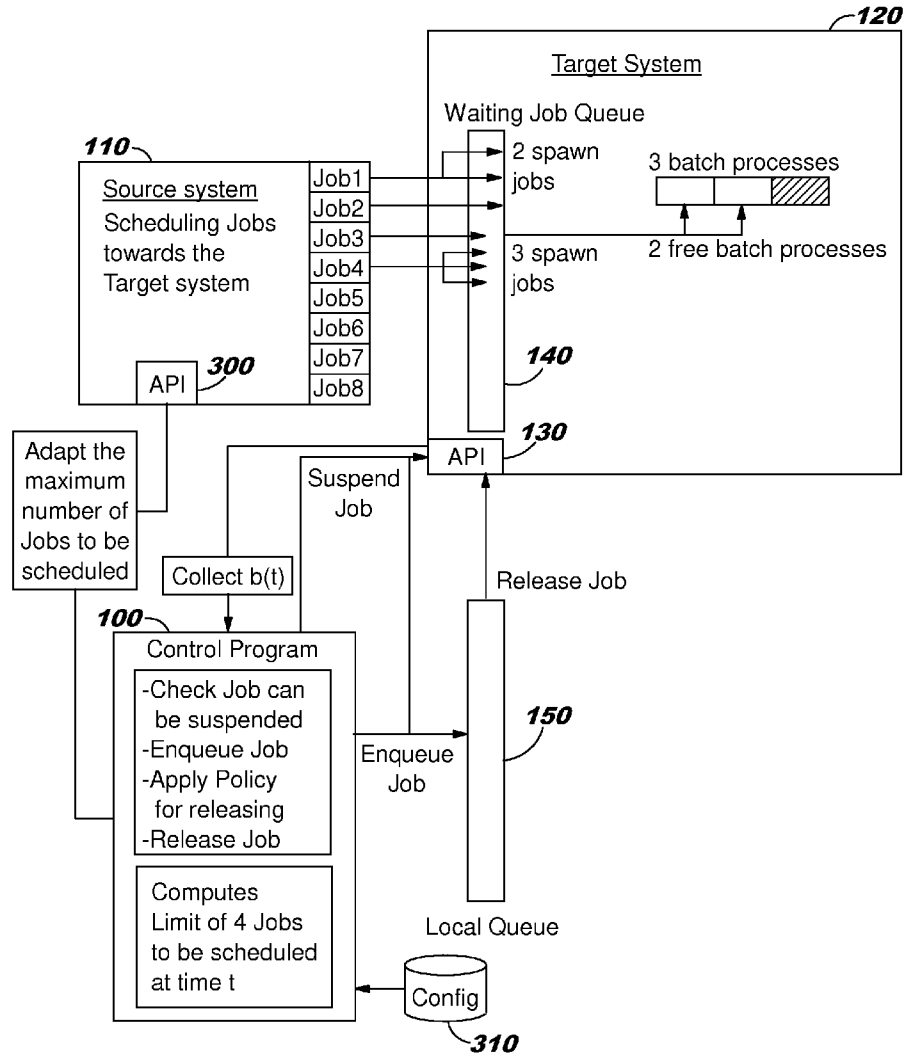 120
Target System
Waiting Job Queue
110
2 spawn
jobs
3 batch processes
Source system
Scheduling Jobs
towards the
Target system
Job1
Job2
Job3
Job4
Job5
Job6
Job7
Job8
3 spawn
jobs
2 free batch processes
300
API
140
130
API
Adapt the
maximum
number of
Jobs to be
scheduled
Suspend
Job
Collect b(t)
Release Job
100
Control Program
-Check Job can
be suspended
-Enqueue Job
-Apply Policy
for releasing
-Release Job
Enqueue
Job
150
Computes
Limit of 4 Jobs
to be scheduled
at time t
Local Queue
Config
310